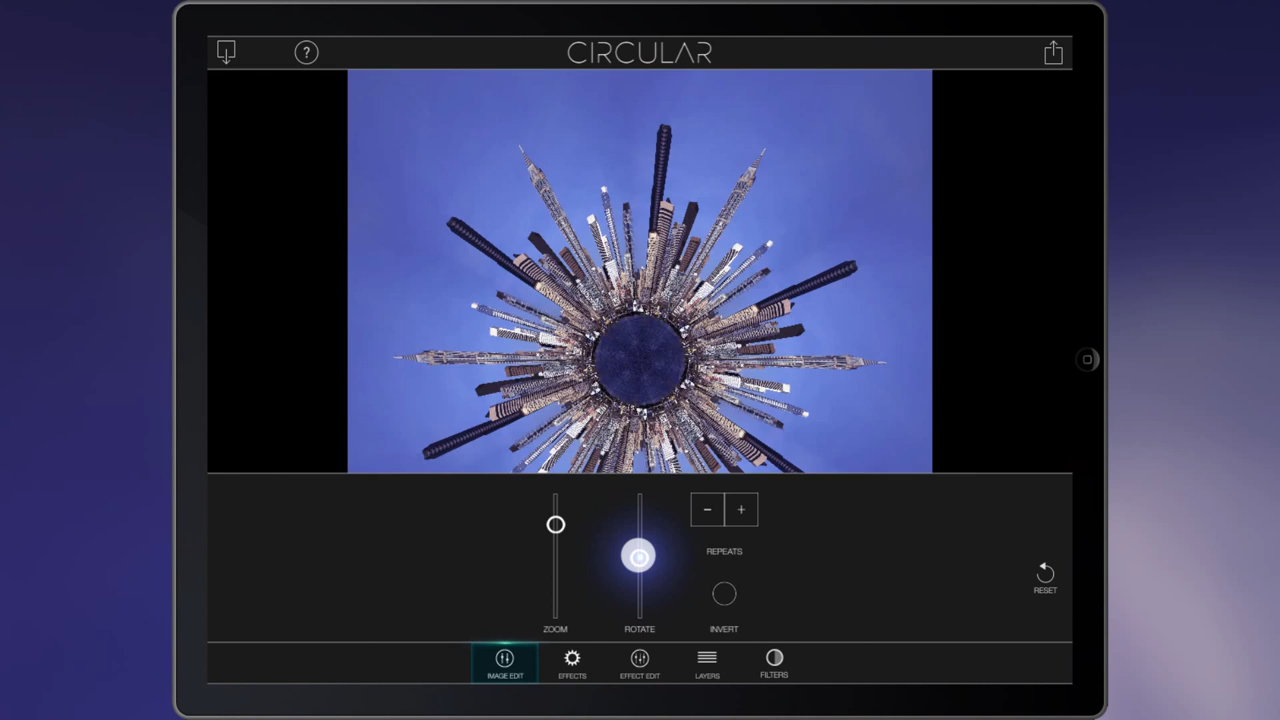 ?
CIRCULAR
- +
REPEATS
RESET
ZOOM
ROTATE
INVERT
IMAGE EDIT
EFFECTS
EFFECT EDIT
LAYERS
FILTERS